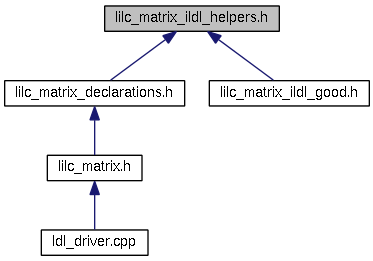 lilc_matrix_ildl_helpers.h
lilc_matrix_declarations.h
lilc_matrix_ildl_good.h
lilc_matrix.h
ldl_driver.cpp